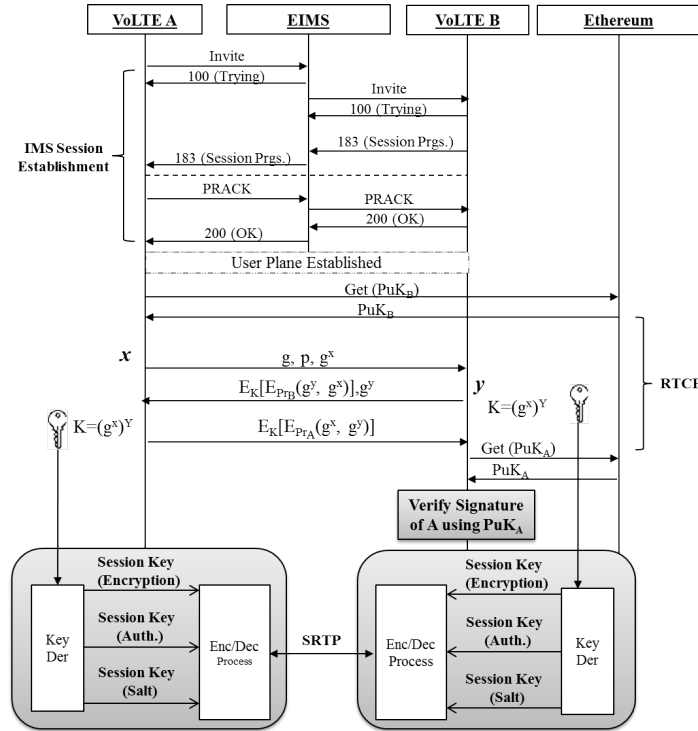 VoLTE A
EIMS
VoLTE B
Ethereum
Invite
100 (Trying)
Invite
100 (Trying)
IMS Session
Establishment
183 (Session Prgs.)
183 (Session Prgs.)
PRACK
PRACK
200 (OK)
200 (OK)
User Plane Established
Get (PuK_B)
PuK_B
x
g, p, g^x
E_K[E_Pr_B(g^y, g^x)],g^y
y
RTCP
K=(g^x)^Y
K=(g^x)^Y
E_K[E_Pr_A(g^x, g^y)]
Get (PuK_A)
PuK_A
Verify Signature
of A using PuK_A
Session Key
(Encryption)
Session Key
(Auth.)
Session Key
(Salt)
Key
Der
Enc/Dec
Process
SRTP
Enc/Dec
Process
Session Key
(Encryption)
Session Key
(Auth.)
Session Key
(Salt)
Key
Der